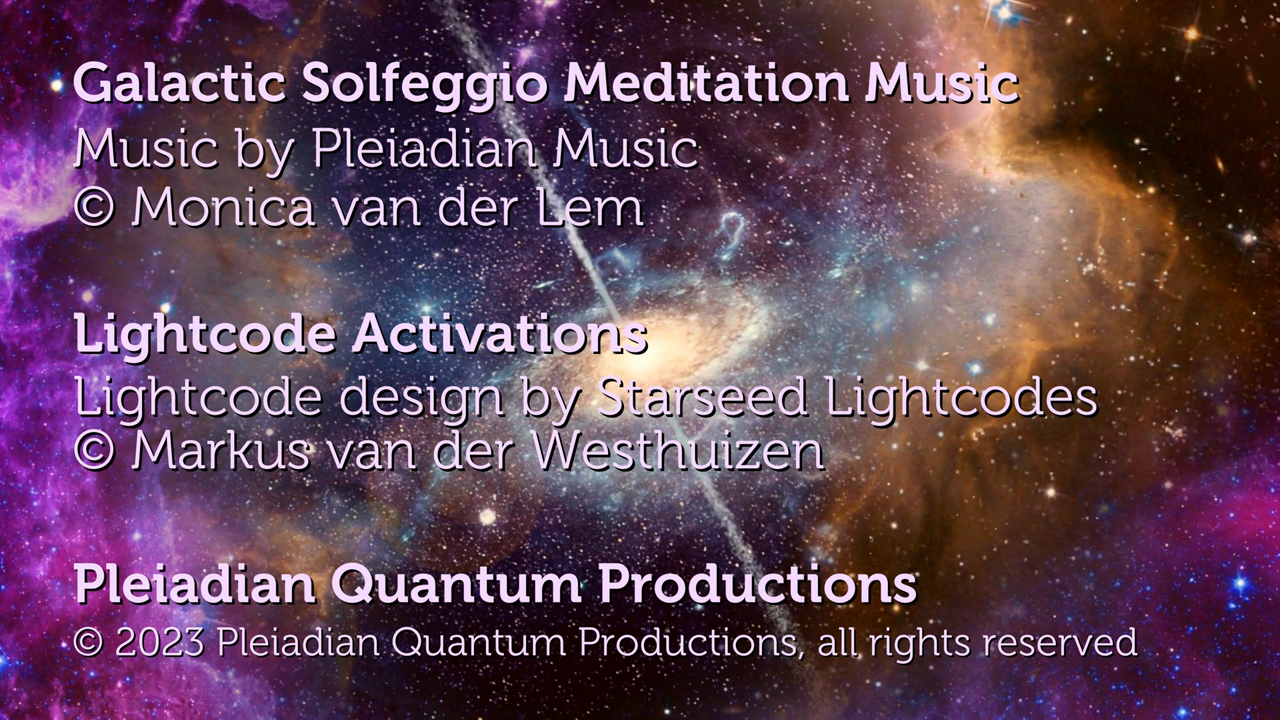 Galactic Solfeggio Meditation Music
Music by Pleiadian Music
© Monica van der Lem
Lightcode Activations
Lightcode design by Starseed Lightcodes
© Markus van der Westhuizen
Pleiadian Quantum Productions
© 2023 Pleiadian Quantum Productions, all rights reserved